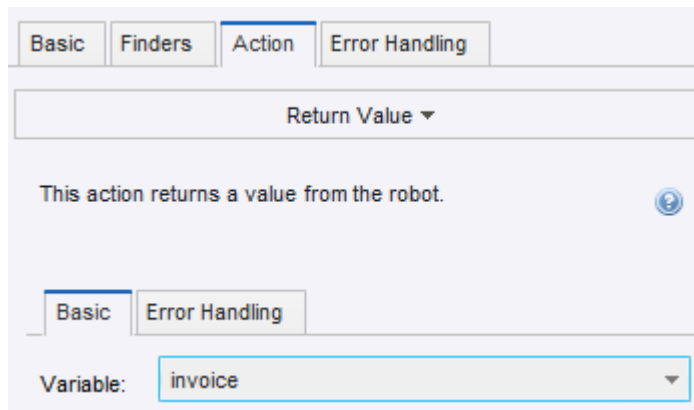 Basic Finders Action Error Handling
Return Value
This action returns a value from the robot.
Basic Error Handling
Variable: invoice